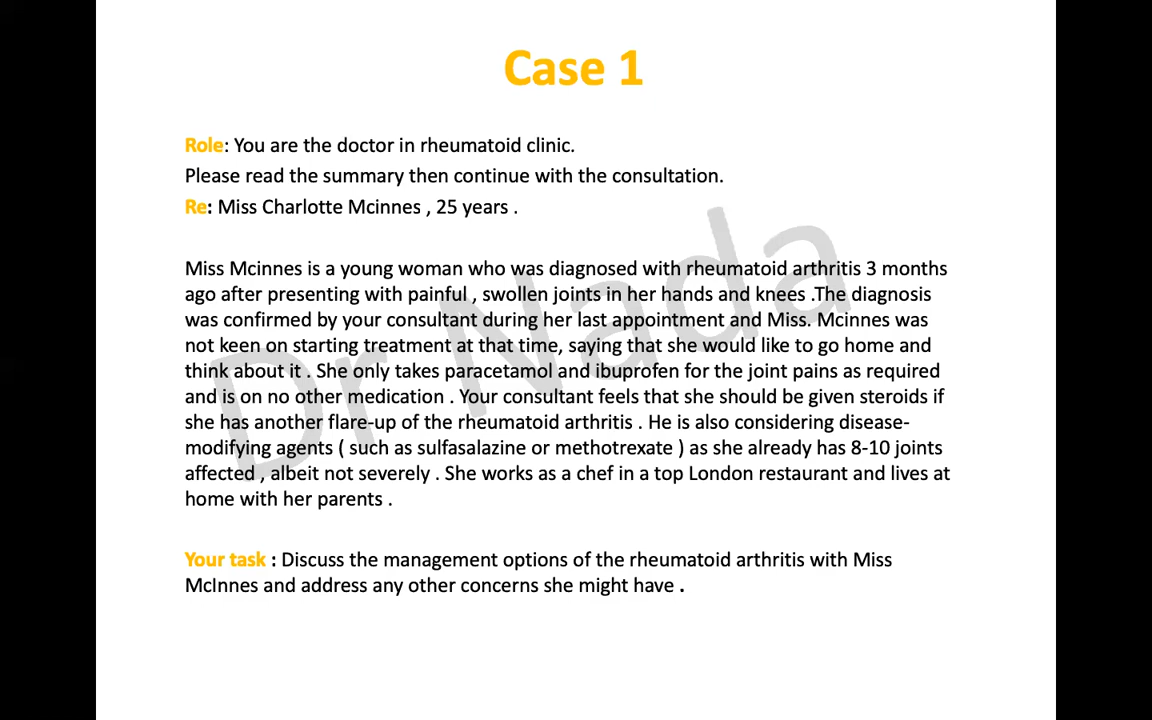 Case 1
Role: You are the doctor in rheumatoid clinic.
Please read the summary then continue with the consultation.
Re: Miss Charlotte Mcinnes , 25 years .
Miss Mcinnes is a young woman who was diagnosed with rheumatoid arthritis 3 months
ago after presenting with painful , swollen joints in her hands and knees .The diagnosis
was confirmed by your consultant during her last appointment and Miss. Mcinnes was
not keen on starting treatment at that time, saying that she would like to go home and
think about it . She only takes paracetamol and ibuprofen for the joint pains as required
and is on no other medication . Your consultant feels that she should be given steroids if
she has another flare-up of the rheumatoid arthritis . He is also considering disease-
modifying agents ( such as sulfasalazine or methotrexate ) as she already has 8-10 joints
affected , albeit not severely . She works as a chef in a top London restaurant and lives at
home with her parents .
Your task : Discuss the management options of the rheumatoid arthritis with Miss
McInnes and address any other concerns she might have .
Dr Nada